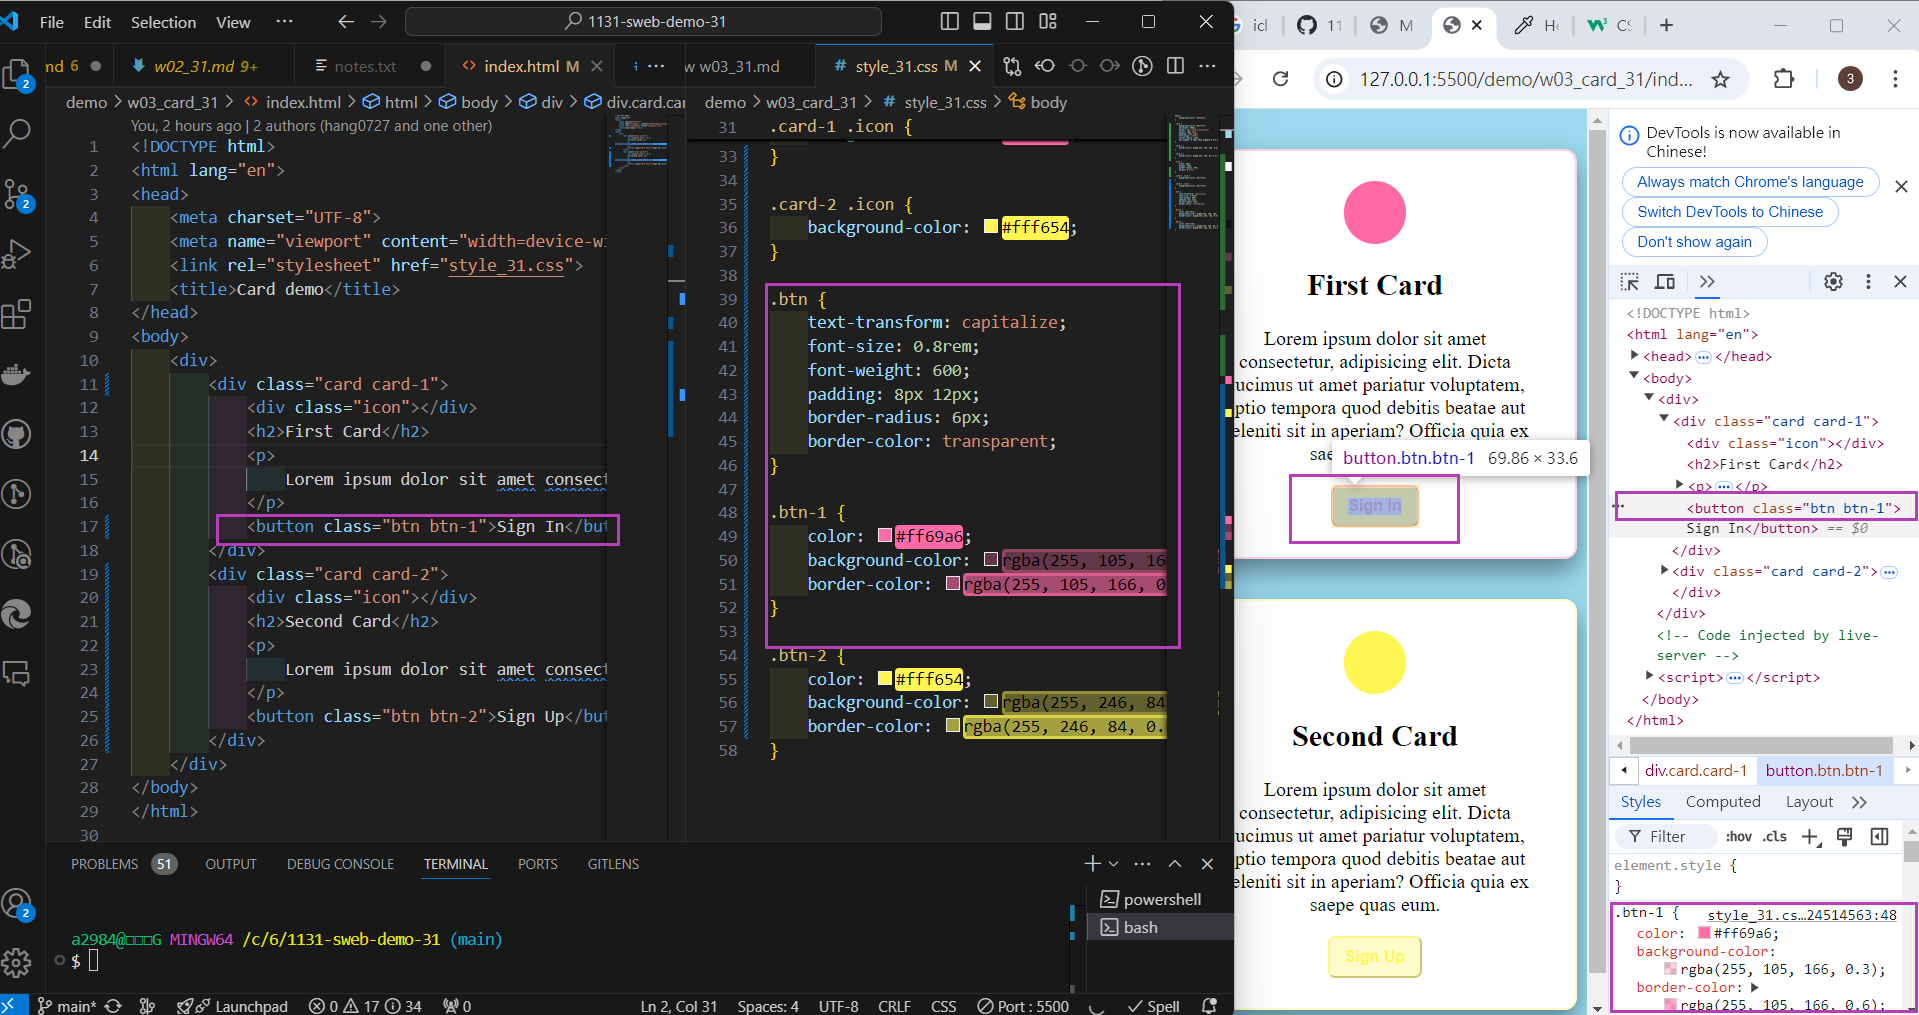 File Edit Selection View ··· 1131-sweb-demo-31
md 6 w02_31.md 9+ notes.txt index.html M
demo > w03_card_31 > index.html > html > body > div > div.card.car
You, 2 hours ago | 2 authors (hang0727 and one other)
1 <!DOCTYPE html>
2 <html lang="en">
3 <head>
4 <meta charset="UTF-8">
5 <meta name="viewport" content="width=device-wi
6 <link rel="stylesheet" href="style_31.css">
7 <title>Card demo</title>
8 </head>
9 <body>
10 <div>
11 <div class="card card-1">
12 <div class="icon"></div>
13 <h2>First Card</h2>
14 <p>
15 Lorem ipsum dolor sit amet consect
16 </p>
17 <button class="btn btn-1">Sign In</but
18 </div>
19 <div class="card card-2">
20 <div class="icon"></div>
21 <h2>Second Card</h2>
22 <p>
23 Lorem ipsum dolor sit amet consect
24 </p>
25 <button class="btn btn-2">Sign Up</but
26 </div>
27 </div>
28 </body>
29 </html>
30
w w03_31.md # style_31.css M
demo > w03_card_31 > # style_31.css > body
31 .card-1 .icon {
33 }
34
35 .card-2 .icon {
36 background-color: #fff654;
37 }
38
39 .btn {
40 text-transform: capitalize;
41 font-size: 0.8rem;
42 font-weight: 600;
43 padding: 8px 12px;
44 border-radius: 6px;
45 border-color: transparent;
46 }
47
48 .btn-1 {
49 color: #ff69a6;
50 background-color: rgba(255, 105, 16
51 border-color: rgba(255, 105, 166, 0
52 }
53
54 .btn-2 {
55 color: #fff654;
56 background-color: rgba(255, 246, 84
57 border-color: rgba(255, 246, 84, 0.
58 }
PROBLEMS 51 OUTPUT DEBUG CONSOLE TERMINAL PORTS GITLENS
powershell
bash
a2984@□□□G MINGW64 /c/6/1131-sweb-demo-31 (main)
$
2
2
2
main* Launchpad 0 17 34 0 Ln 2, Col 31 Spaces: 4 UTF-8 CRLF CSS Port : 5500 Spell
icl 11 M He CS
127.0.0.1:5500/demo/w03_card_31/ind... 3
First Card
Lorem ipsum dolor sit amet
consectetur, adipisicing elit. Dicta
ucimus ut amet pariatur voluptatem,
ptio tempora quod debitis beatae aut
eleniti sit in aperiam? Officia quia ex
sae
button.btn.btn-1 69.86 × 33.6
Sign In
Second Card
Lorem ipsum dolor sit amet
consectetur, adipisicing elit. Dicta
ucimus ut amet pariatur voluptatem,
ptio tempora quod debitis beatae aut
eleniti sit in aperiam? Officia quia ex
saepe quas eum.
Sign Up
DevTools is now available in
Chinese!
Always match Chrome's language
Switch DevTools to Chinese
Don't show again
<!DOCTYPE html>
<html lang="en">
<head> ··· </head>
<body>
<div>
<div class="card card-1">
<div class="icon"></div>
<h2>First Card</h2>
<p> ··· </p>
<button class="btn btn-1">
Sign In</button> == $0
</div>
<div class="card card-2"> ···
</div>
</div>
<!-- Code injected by live-
server -->
<script> ··· </script>
</body>
</html>
div.card.card-1 button.btn.btn-1
Styles Computed Layout
Filter :hov .cls
element.style {
}
.btn-1 { style_31.cs…24514563:48
color: #ff69a6;
background-color:
rgba(255, 105, 166, 0.3);
border-color:
rgba(255, 105, 166, 0.6);